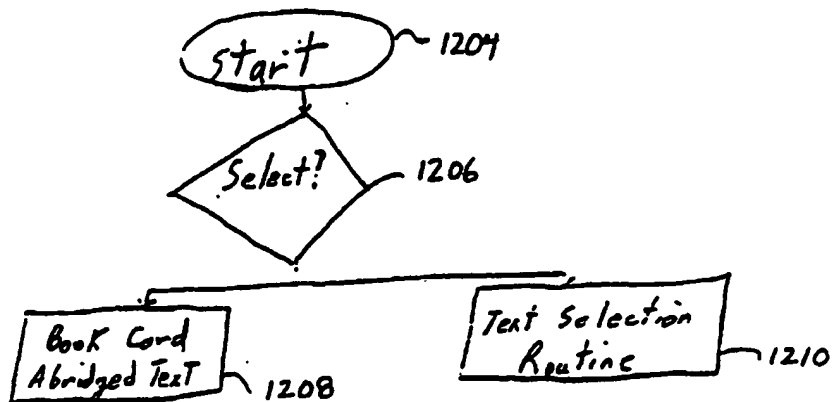 Start
1204
Select?
1206
Book Card
Abridged Text
1208
Text Selection
Routine
1210